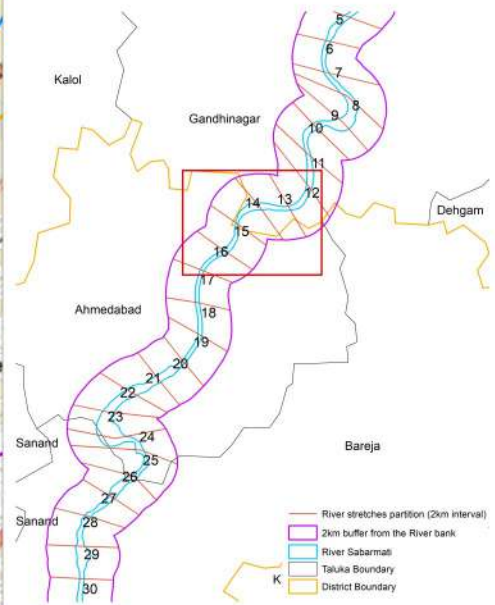 5
6
7
Kalol
8
9
Gandhinagar
10
11
12
13
14
Dehgam
15
16
17
Ahmedabad
18
19
20
21
22
23
Sanand
24
Bareja
25
26
27
Sanand
28
29
30
River stretches partition (2km interval)
2km buffer from the River bank
River Sabarmati
Taluka Boundary
K
District Boundary